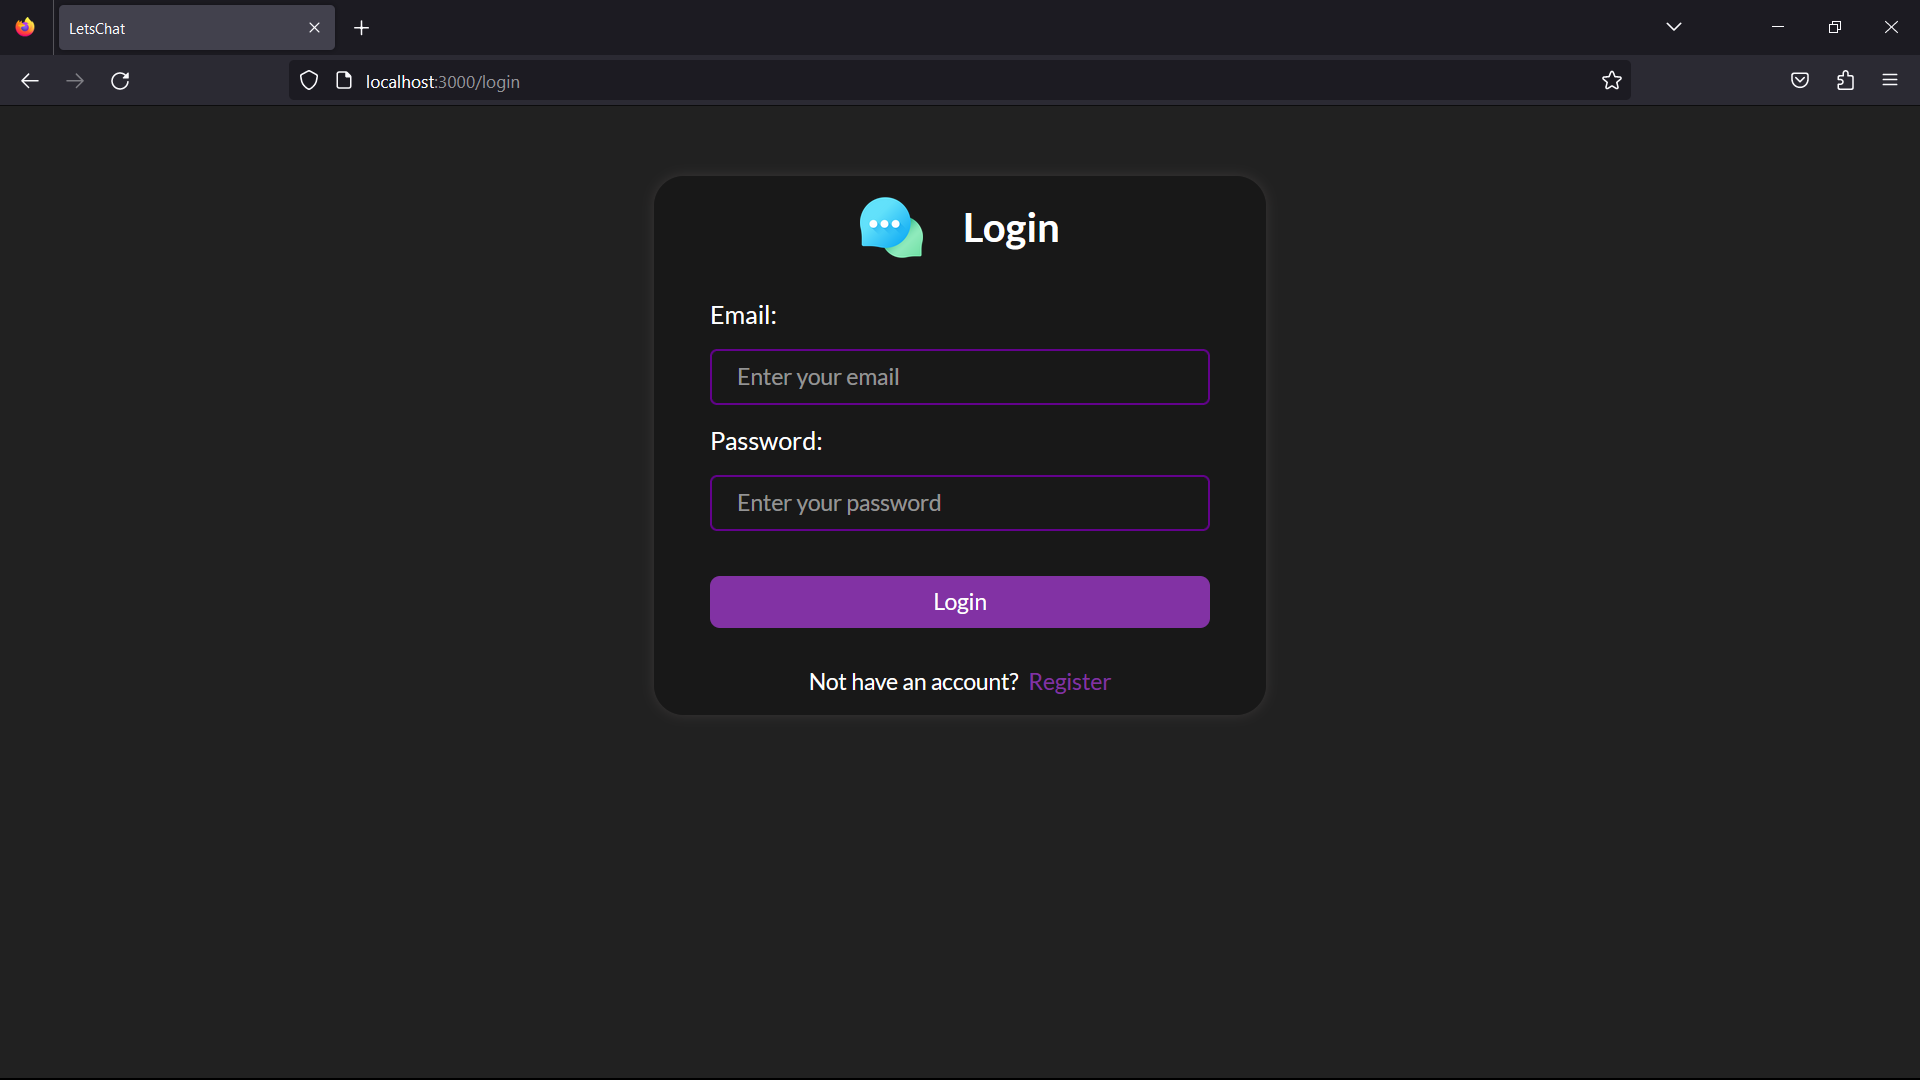 LetsChat
localhost:3000/login
Login
Email:
Enter your email
Password:
Enter your password
Login
Not have an account? Register